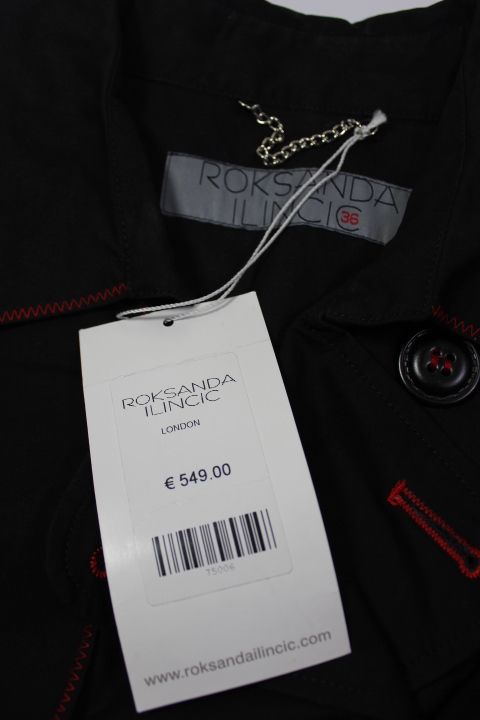 ROKSANDA
ILINCIC
36
ROKSANDA
ILINCIC
LONDON
€ 549.00
75006
www.roksandailincic.com